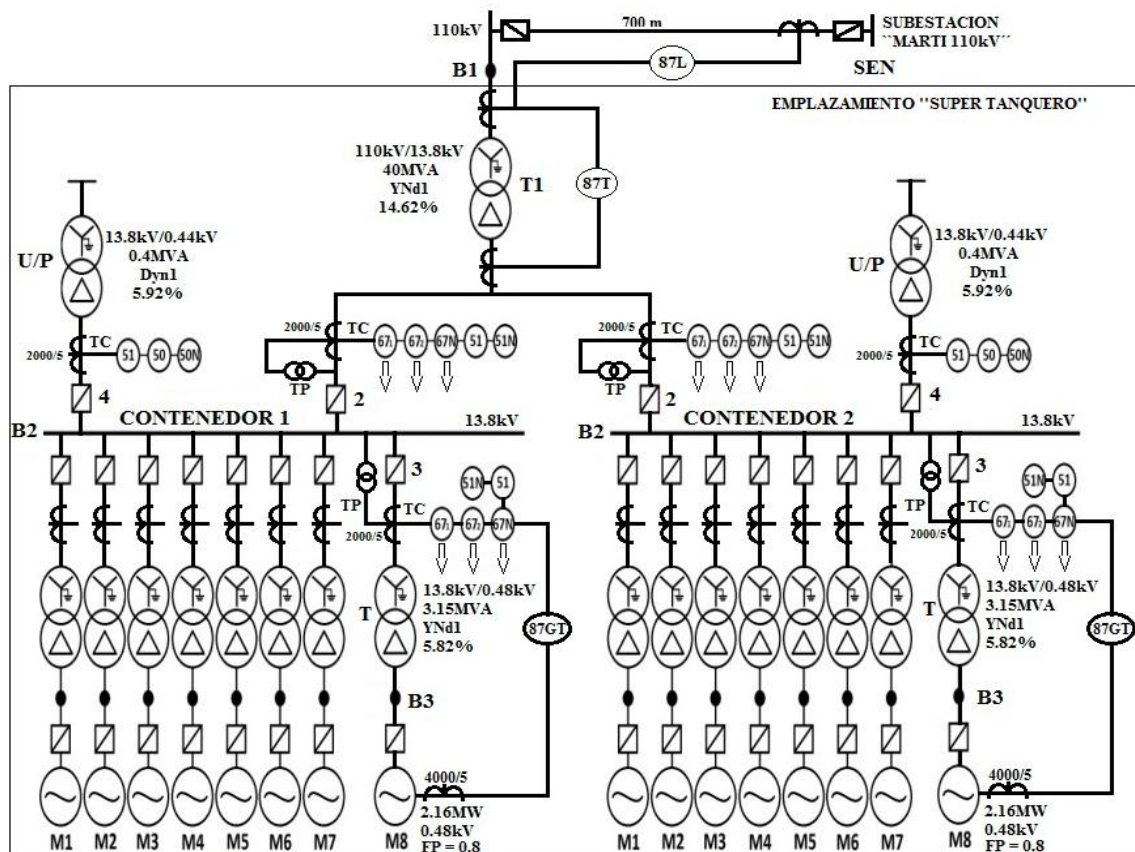 110kV
700 m
SUBESTACION
``MARTI 110kV´´
87L
SEN
B1
EMPLAZAMIENTO "SUPER TANQUERO"
110kV/13.8kV
40MVA
YNd1
14.62%
T1
87T
U/P
13.8kV/0.44kV
0.4MVA
Dyn1
5.92%
U/P
13.8kV/0.44kV
0.4MVA
Dyn1
5.92%
2000/5
TC
51
50
50N
2000/5
TC
67₁
67₂
67N
51
51N
TP
2000/5
TC
67₁
67₂
67N
51
51N
TP
2000/5
TC
51
50
50N
4
2
2
4
CONTENEDOR 1
13.8kV
CONTENEDOR 2
13.8kV
B2
B2
3
TP
TC
2000/5
51N
51
67₁
67₂
67N
3
TP
TC
2000/5
51N
51
67₁
67₂
67N
T
13.8kV/0.48kV
3.15MVA
YNd1
5.82%
87GT
T
13.8kV/0.48kV
3.15MVA
YNd1
5.82%
87GT
B3
B3
4000/5
2.16MW
0.48kV
FP = 0.8
4000/5
2.16MW
0.48kV
FP = 0.8
M1 M2 M3 M4 M5 M6 M7 M8
M1 M2 M3 M4 M5 M6 M7 M8